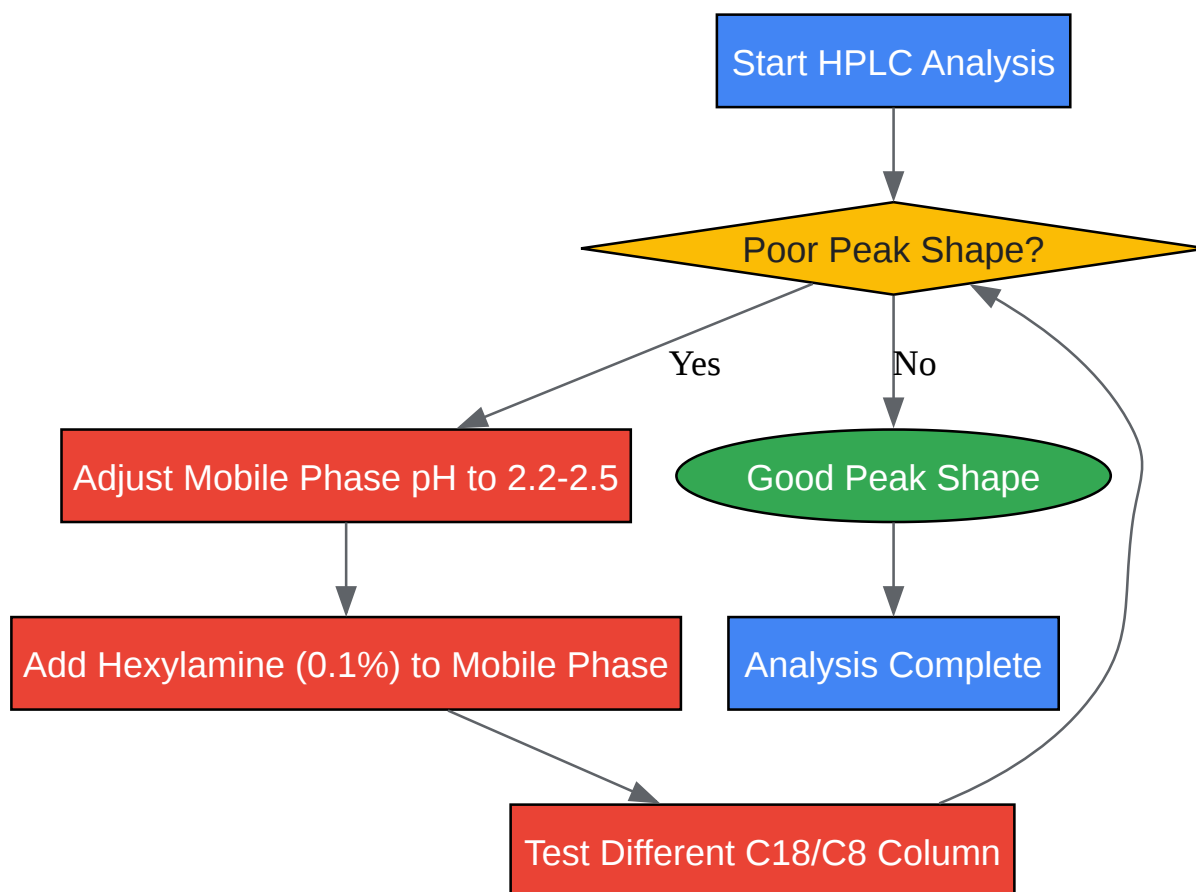 Start HPLC Analysis
Poor Peak Shape?
Yes
No
Adjust Mobile Phase pH to 2.2-2.5
Good Peak Shape
Add Hexylamine (0.1%) to Mobile Phase
Analysis Complete
Test Different C18/C8 Column